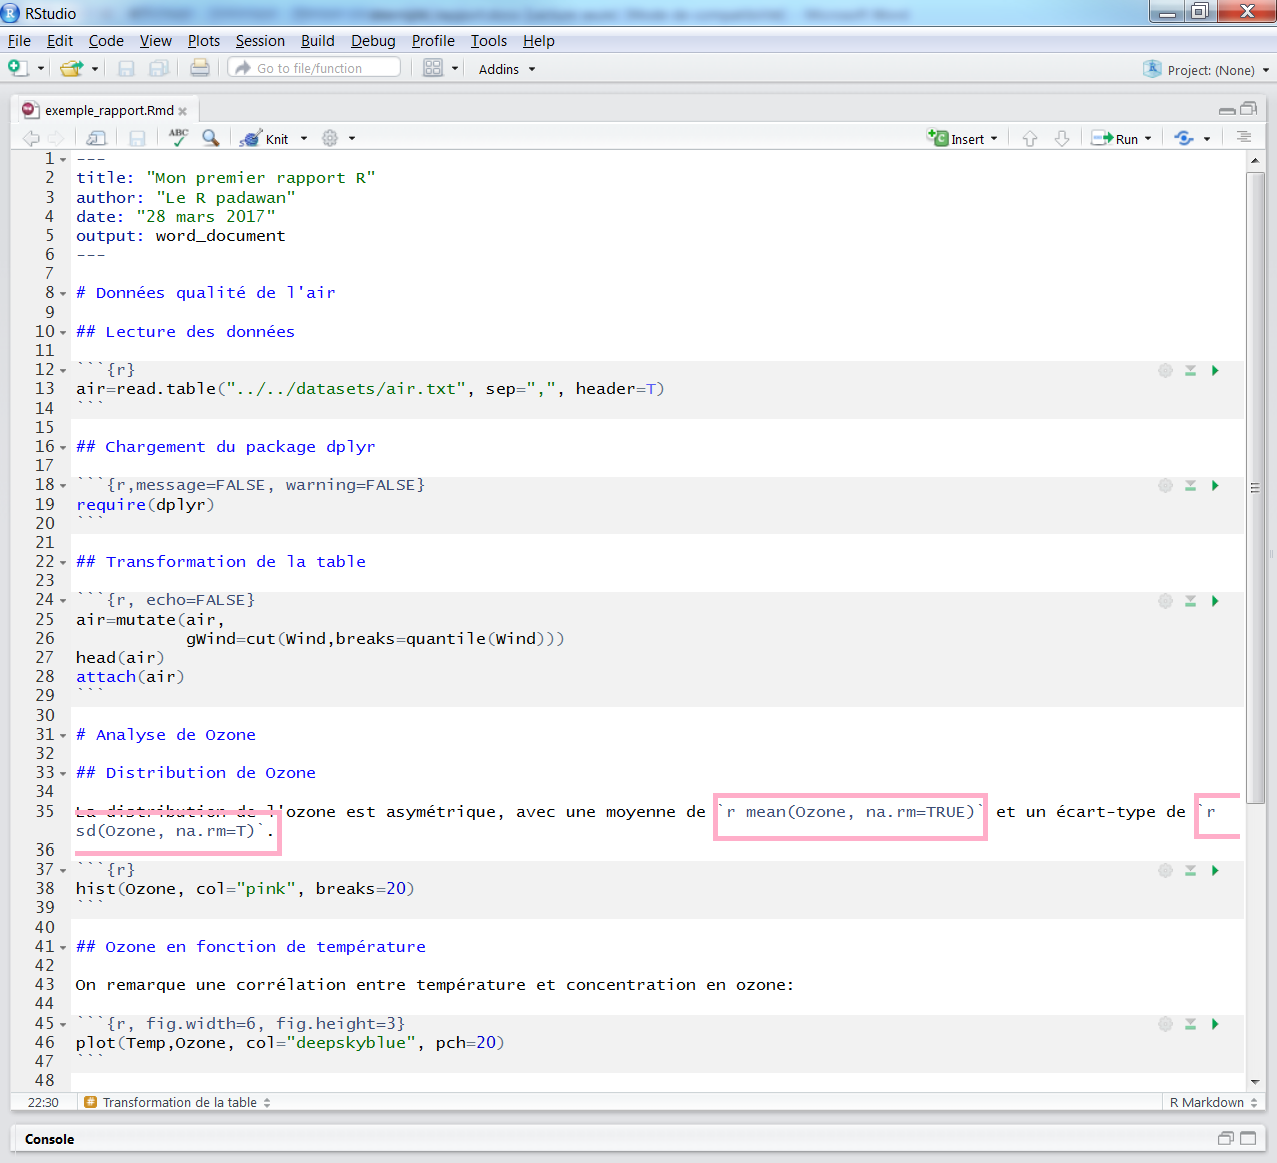 RStudio
File Edit Code View Plots Session Build Debug Profile Tools Help
Go to file/function Addins Project: (None)
exemple_rapport.Rmd
ABC Knit Insert Run
1 ---
2 title: "Mon premier rapport R"
3 author: "Le R padawan"
4 date: "28 mars 2017"
5 output: word_document
6 ---
7
8 # Données qualité de l'air
9
10 ## Lecture des données
11
12 ```{r}
13 air=read.table("../../datasets/air.txt", sep=",", header=T)
14 ```
15
16 ## Chargement du package dplyr
17
18 ```{r,message=FALSE, warning=FALSE}
19 require(dplyr)
20 ```
21
22 ## Transformation de la table
23
24 ```{r, echo=FALSE}
25 air=mutate(air,
26 gWind=cut(Wind,breaks=quantile(Wind)))
27 head(air)
28 attach(air)
29 ```
30
31 # Analyse de Ozone
32
33 ## Distribution de Ozone
34
35 La distribution de l'ozone est asymétrique, avec une moyenne de `r mean(Ozone, na.rm=TRUE)` et un écart-type de `r
sd(Ozone, na.rm=T)`.
36
37 ```{r}
38 hist(Ozone, col="pink", breaks=20)
39 ```
40
41 ## Ozone en fonction de température
42
43 On remarque une corrélation entre température et concentration en ozone:
44
45 ```{r, fig.width=6, fig.height=3}
46 plot(Temp,Ozone, col="deepskyblue", pch=20)
47 ```
48
22:30 Transformation de la table R Markdown
Console